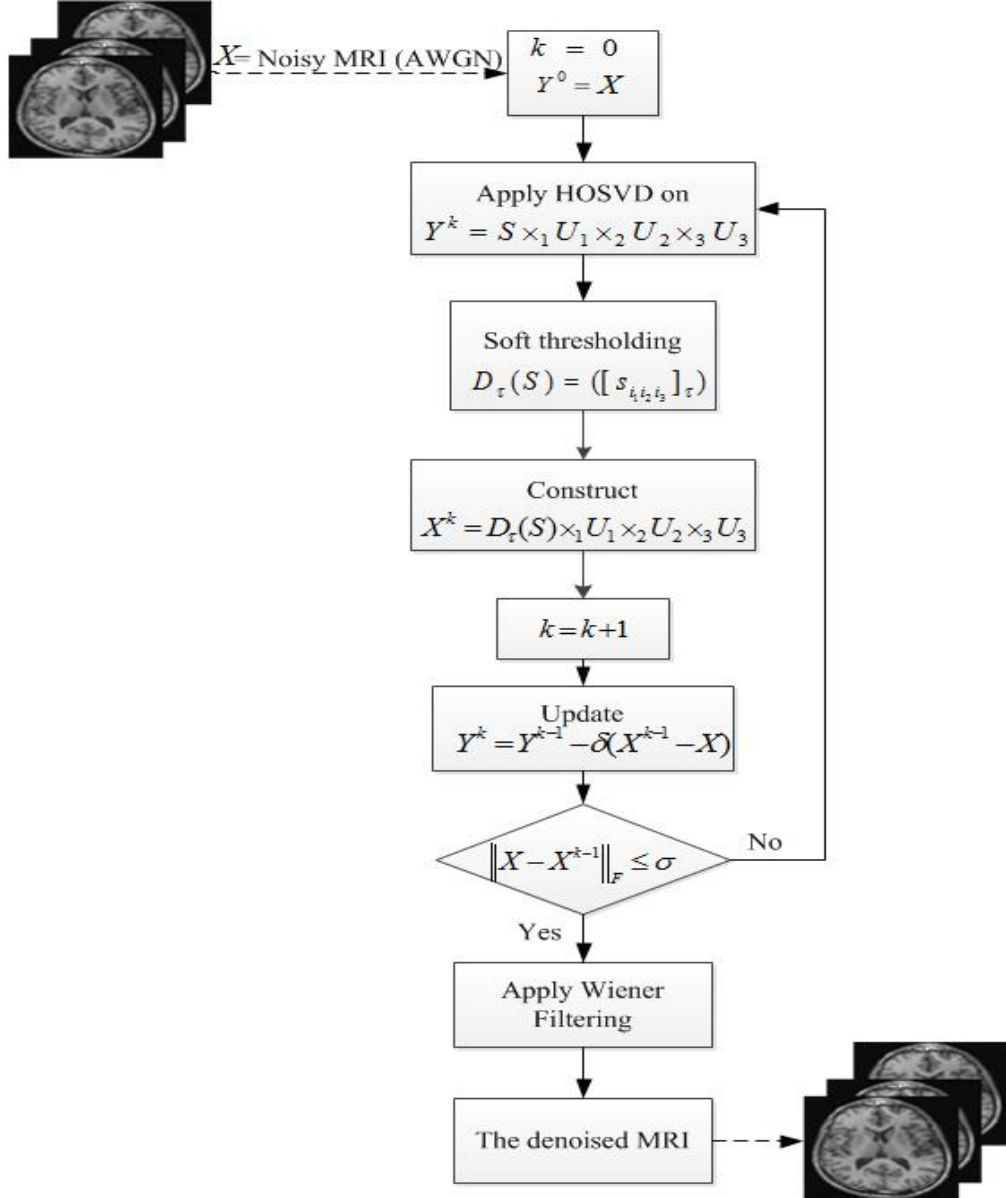 X= Noisy MRI (AWGN)
k = 0
Y⁰ = X
Apply HOSVD on
Yᵏ = S ×₁ U₁ ×₂ U₂ ×₃ U₃
Soft thresholding
D_τ(S) = ([ s_{i₁i₂i₃} ]_τ)
Construct
Xᵏ = D_τ(S) ×₁ U₁ ×₂ U₂ ×₃ U₃
k = k+1
Update
Yᵏ = Yᵏ⁻¹ − δ(Xᵏ⁻¹ − X)
‖X − Xᵏ⁻¹‖_F ≤ σ
No
Yes
Apply Wiener
Filtering
The denoised MRI